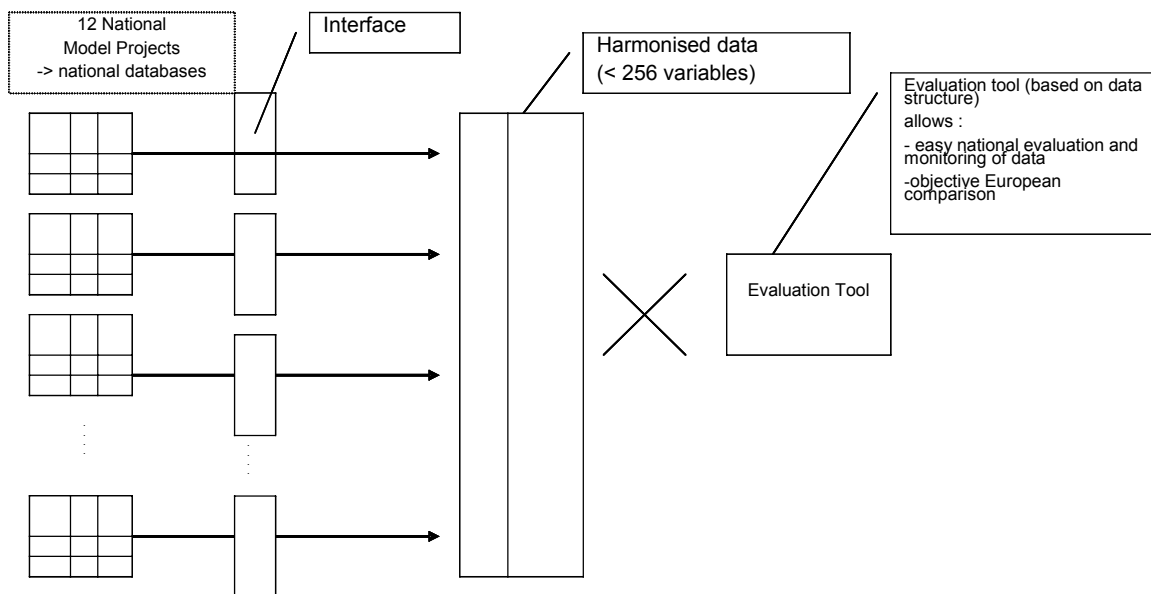 12 National
Model Projects
-> national databases
Interface
Harmonised data
(< 256 variables)
Evaluation tool (based on data
structure)
allows :
- easy national evaluation and
monitoring of data
-objective European
comparison
Evaluation Tool